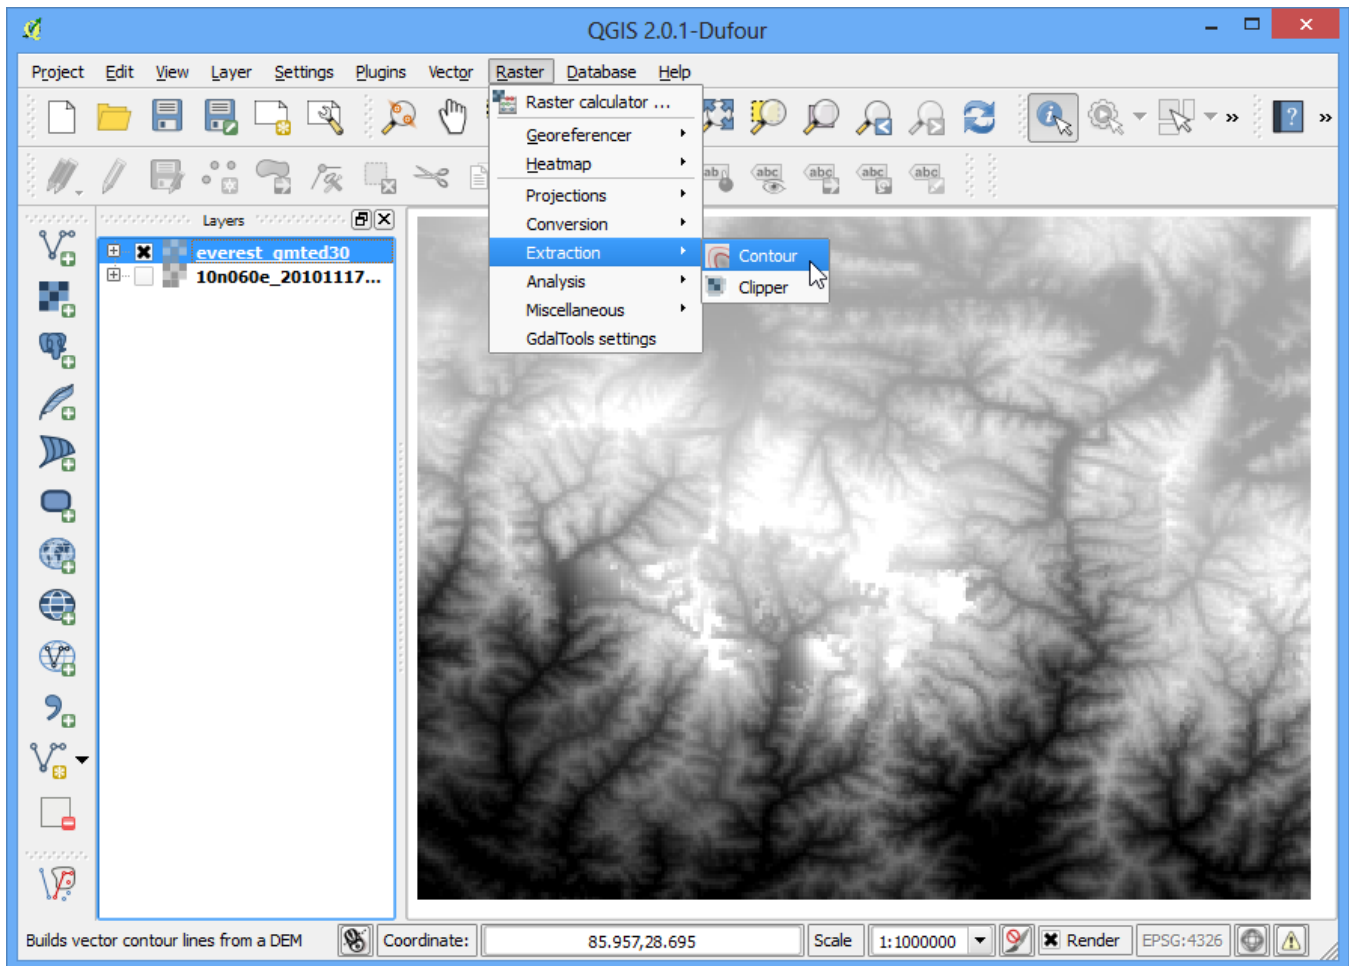 QGIS 2.0.1-Dufour
Project Edit View Layer Settings Plugins Vector Raster Database Help
Raster calculator ...
Georeferencer
Heatmap
Projections
Conversion
Extraction
Analysis
Miscellaneous
GdalTools settings
Contour
Clipper
Layers
everest_gmted30
10n060e_20101117...
Builds vector contour lines from a DEM Coordinate: 85.957,28.695 Scale 1:1000000 Render EPSG:4326